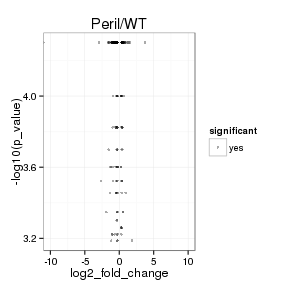 Peril/WT
-log10(p_value)
4.0
3.6
3.2
-10 -5 0 5 10
log2_fold_change
significant
yes